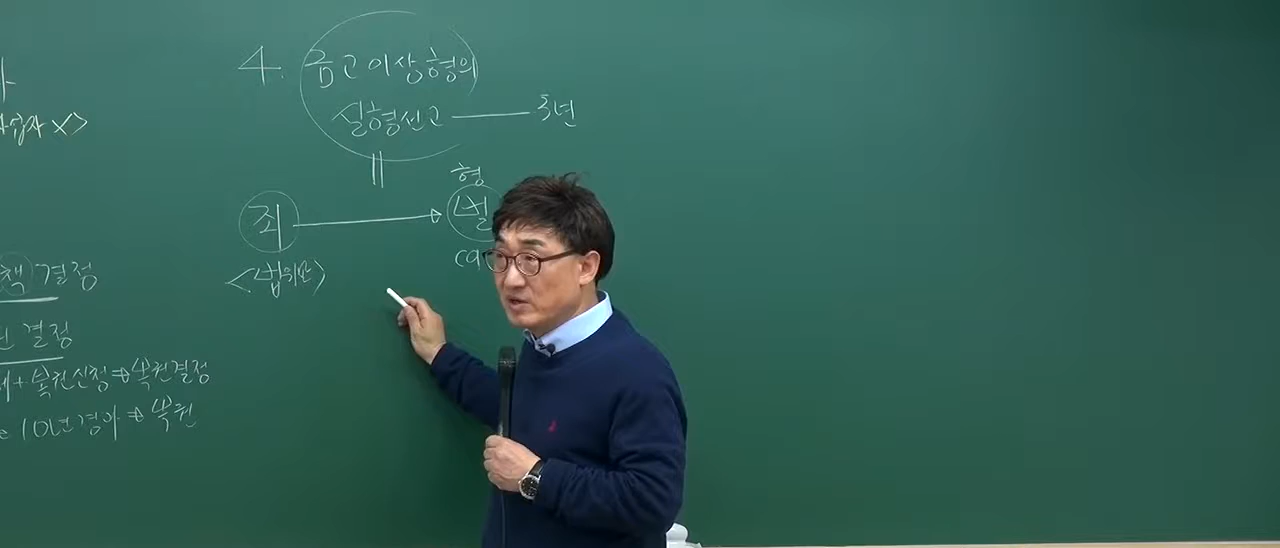 4. 금고이상형의
실형선고 — 3년
형
죄 → 벌
<법위반>
책 결정
결정
+ 복권신청 ⇒ 복권결정
10년경과 ⇒ 복권